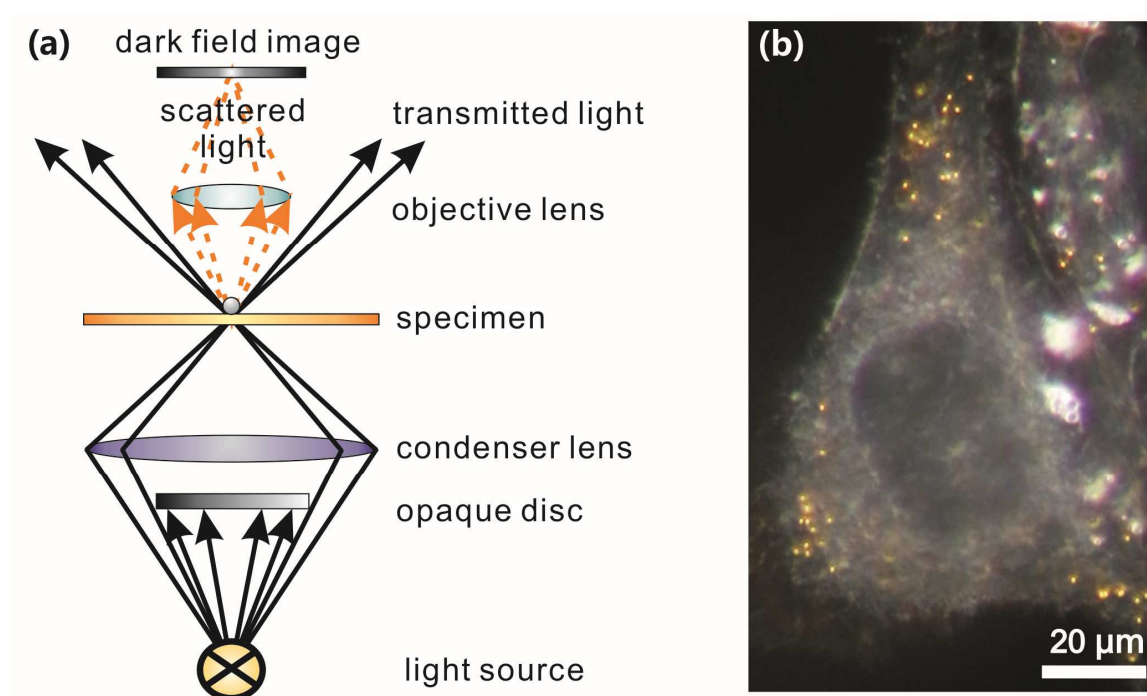 (a)
dark field image
scattered
light
transmitted light
objective lens
specimen
condenser lens
opaque disc
light source
(b)
20 μm